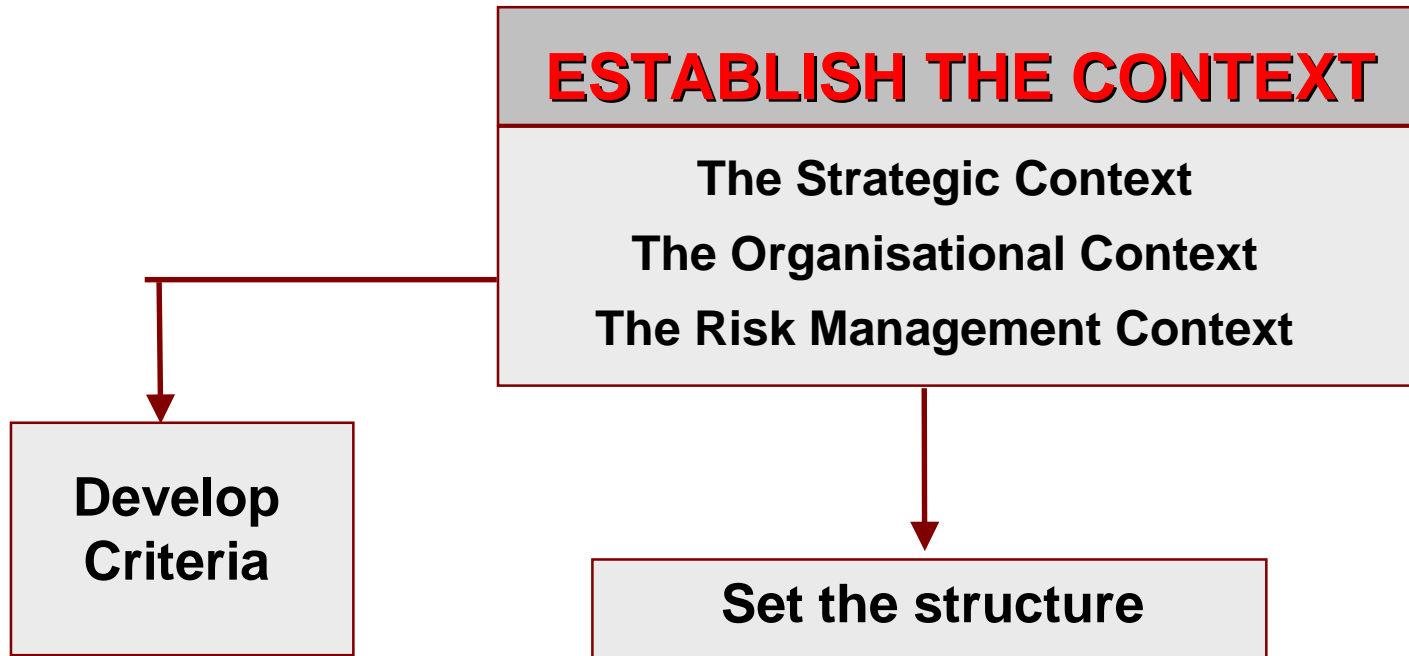 ESTABLISH THE CONTEXT
The Strategic Context
The Organisational Context
The Risk Management Context
Develop
Criteria
Set the structure